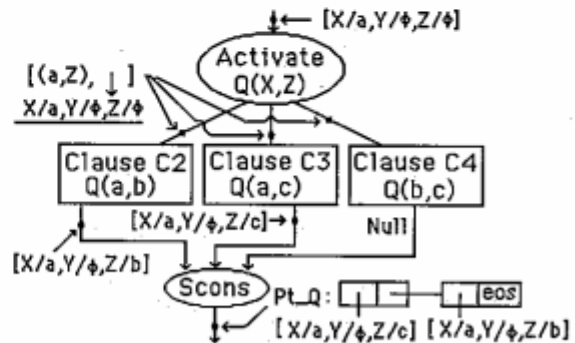 [X/a,Y/ϕ,Z/ϕ]
Activate
Q(X,Z)
[(a,Z), ↓ ]
X/a,Y/ϕ,Z/ϕ
Clause C2
Q(a,b)
Clause C3
Q(a,c)
Clause C4
Q(b,c)
[X/a,Y/ϕ,Z/c]
Null
[X/a,Y/ϕ,Z/b]
Scons
Pt_Q:
eos
[X/a,Y/ϕ,Z/c]
[X/a,Y/ϕ,Z/b]